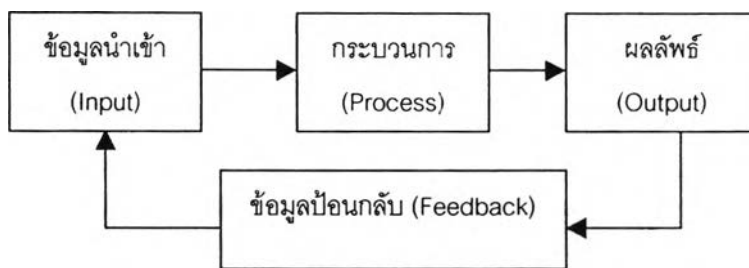 ข้อมูลนำเข้า
(Input)
กระบวนการ
(Process)
ผลลัพธ์
(Output)
ข้อมูลป้อนกลับ (Feedback)